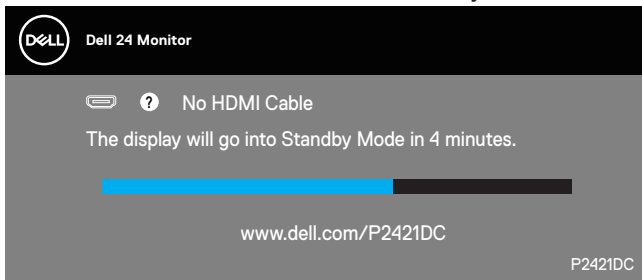 DELL
Dell 24 Monitor
? No HDMI Cable
The display will go into Standby Mode in 4 minutes.
www.dell.com/P2421DC
P2421DC